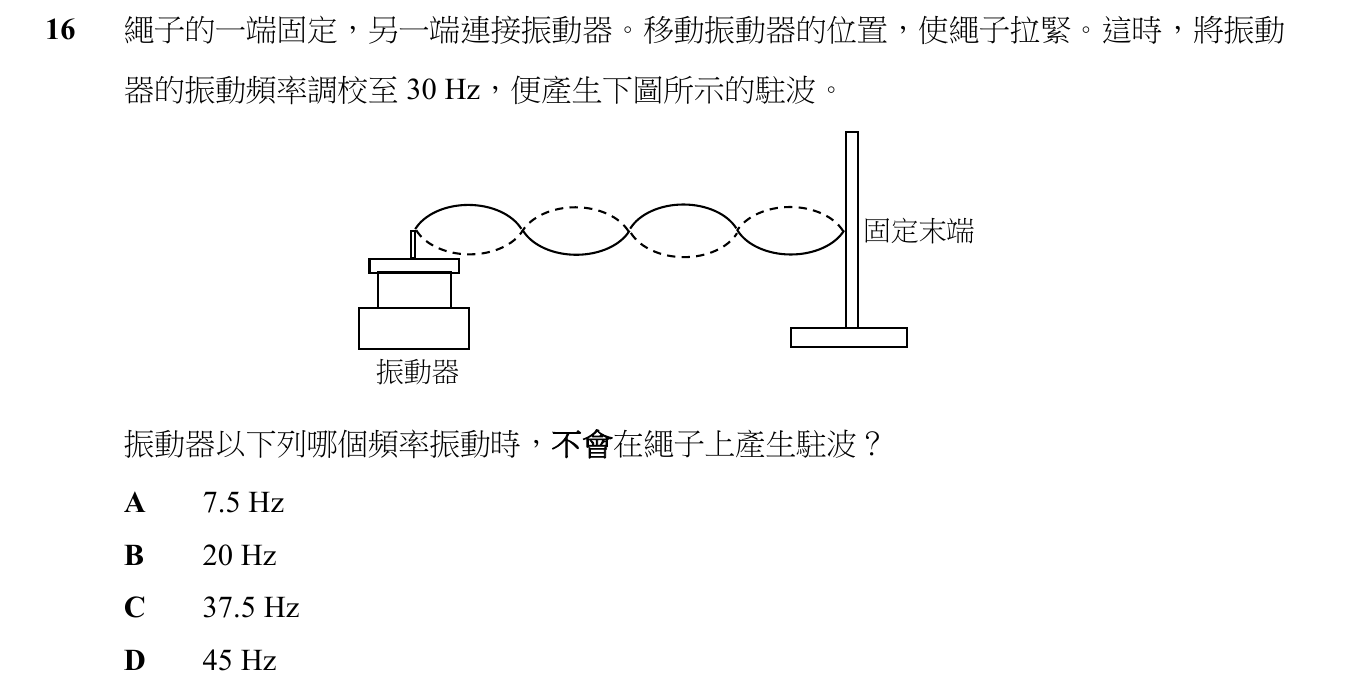 16 繩子的一端固定，另一端連接振動器。移動振動器的位置，使繩子拉緊。這時，將振動
器的振動頻率調校至 30 Hz，便產生下圖所示的駐波。
固定末端
振動器
振動器以下列哪個頻率振動時，不會在繩子上產生駐波？
A 7.5 Hz
B 20 Hz
C 37.5 Hz
D 45 Hz